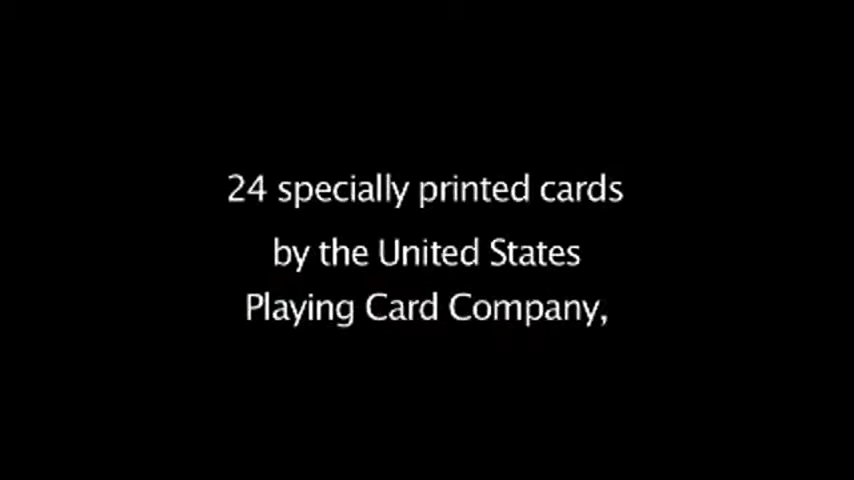 24 specially printed cards
by the United States
Playing Card Company,